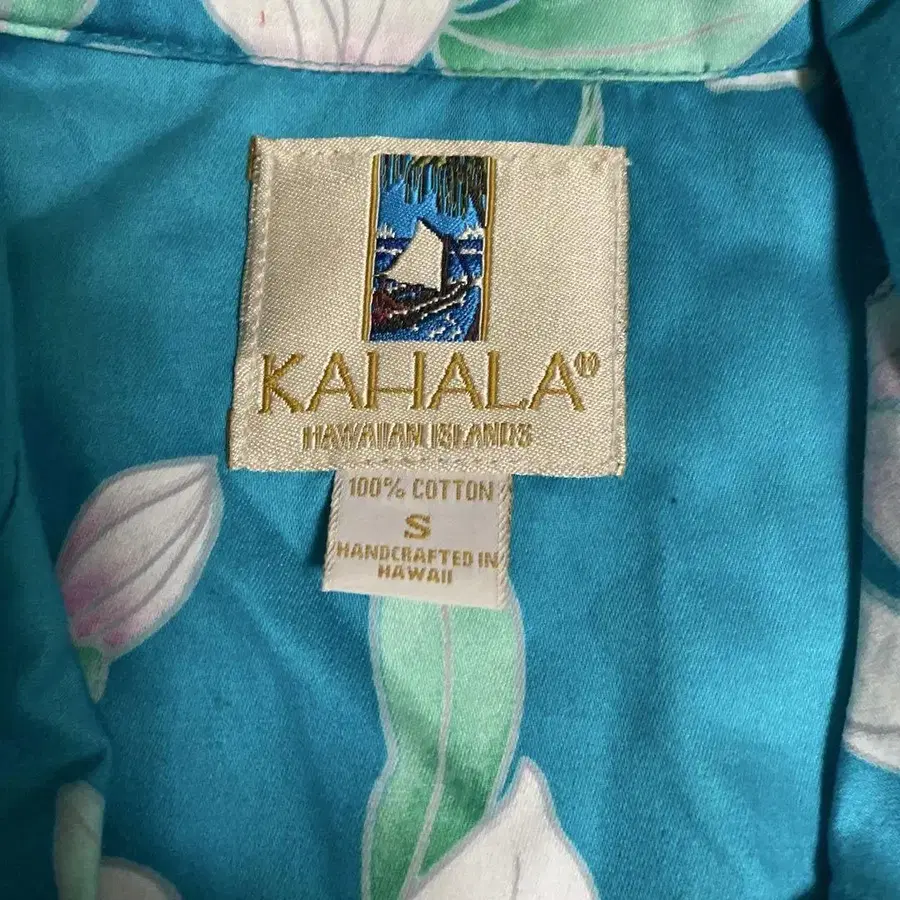 KAHALA®
HAWAIIAN ISLANDS
100% COTTON
S
HANDCRAFTED IN
HAWAII